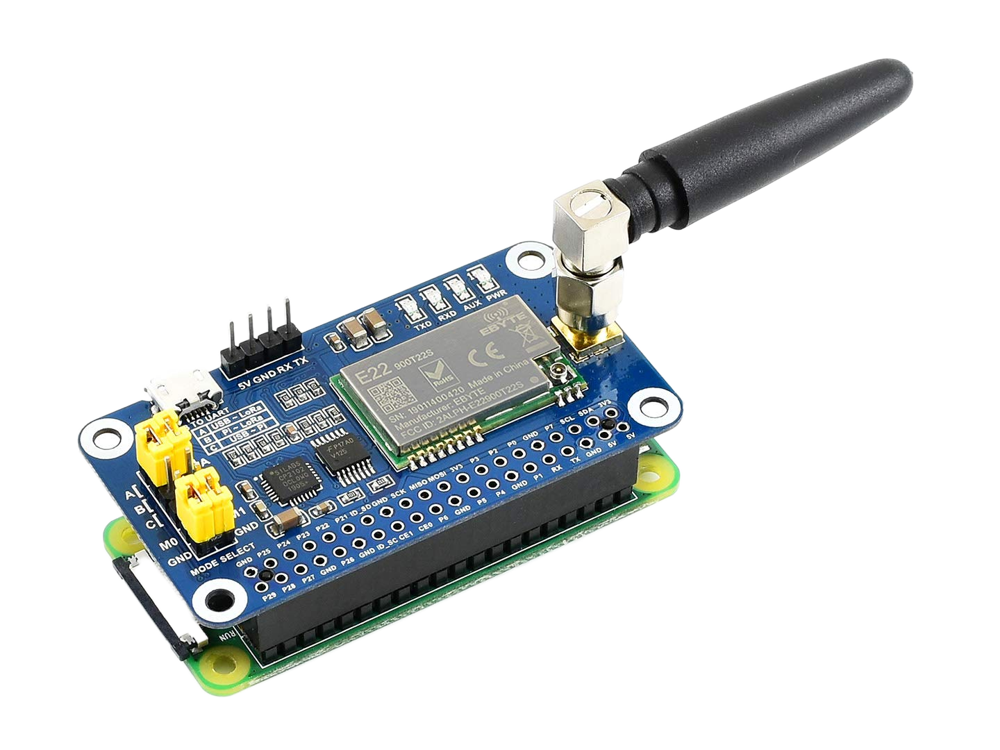 TXD
RXD
AUX
PWR
EBYTE
E22 900T22S
CE
RoHS
SN: 19011400420 Made in China
Manufacturer: EBYTE
FCC ID: 2ALPH-E22900T22S
5V GND RX TX
TO UART
A USB ~ LoRa
B Pi ~ LoRa
C USB ~ Pi
FP17A0
V125
SILABS
CP2102
DCL0WG
1905+
A
A
B
C
M1
GND
M0
GND
MODE SELECT
GND P25 P24 P23 P22 P21 ID_SD GND SCK MISO MOSI 3V3 P3 P2 P0 GND P7 SCL SDA 3V3
P29 P28 P27 GND P26 GND ID_SC CE1 CE0 P6 GND P5 P4 GND P1 RX TX GND 5V 5V
RUN